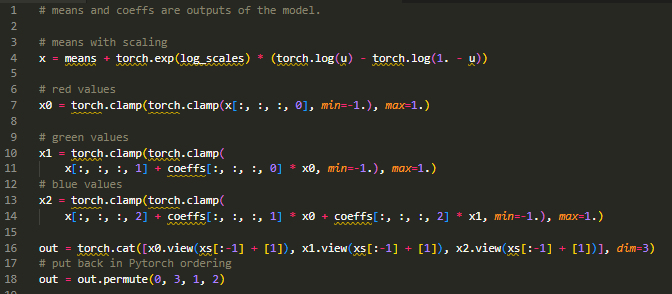 1 # means and coeffs are outputs of the model.
2
3 # means with scaling
4 x = means + torch.exp(log_scales) * (torch.log(u) - torch.log(1. - u))
5
6 # red values
7 x0 = torch.clamp(torch.clamp(x[:, :, :, 0], min=-1.), max=1.)
8
9 # green values
10 x1 = torch.clamp(torch.clamp(
11     x[:, :, :, 1] + coeffs[:, :, :, 0] * x0, min=-1.), max=1.)
12 # blue values
13 x2 = torch.clamp(torch.clamp(
14     x[:, :, :, 2] + coeffs[:, :, :, 1] * x0 + coeffs[:, :, :, 2] * x1, min=-1.), max=1.)
15
16 out = torch.cat([x0.view(xs[:-1] + [1]), x1.view(xs[:-1] + [1]), x2.view(xs[:-1] + [1])], dim=3)
17 # put back in Pytorch ordering
18 out = out.permute(0, 3, 1, 2)